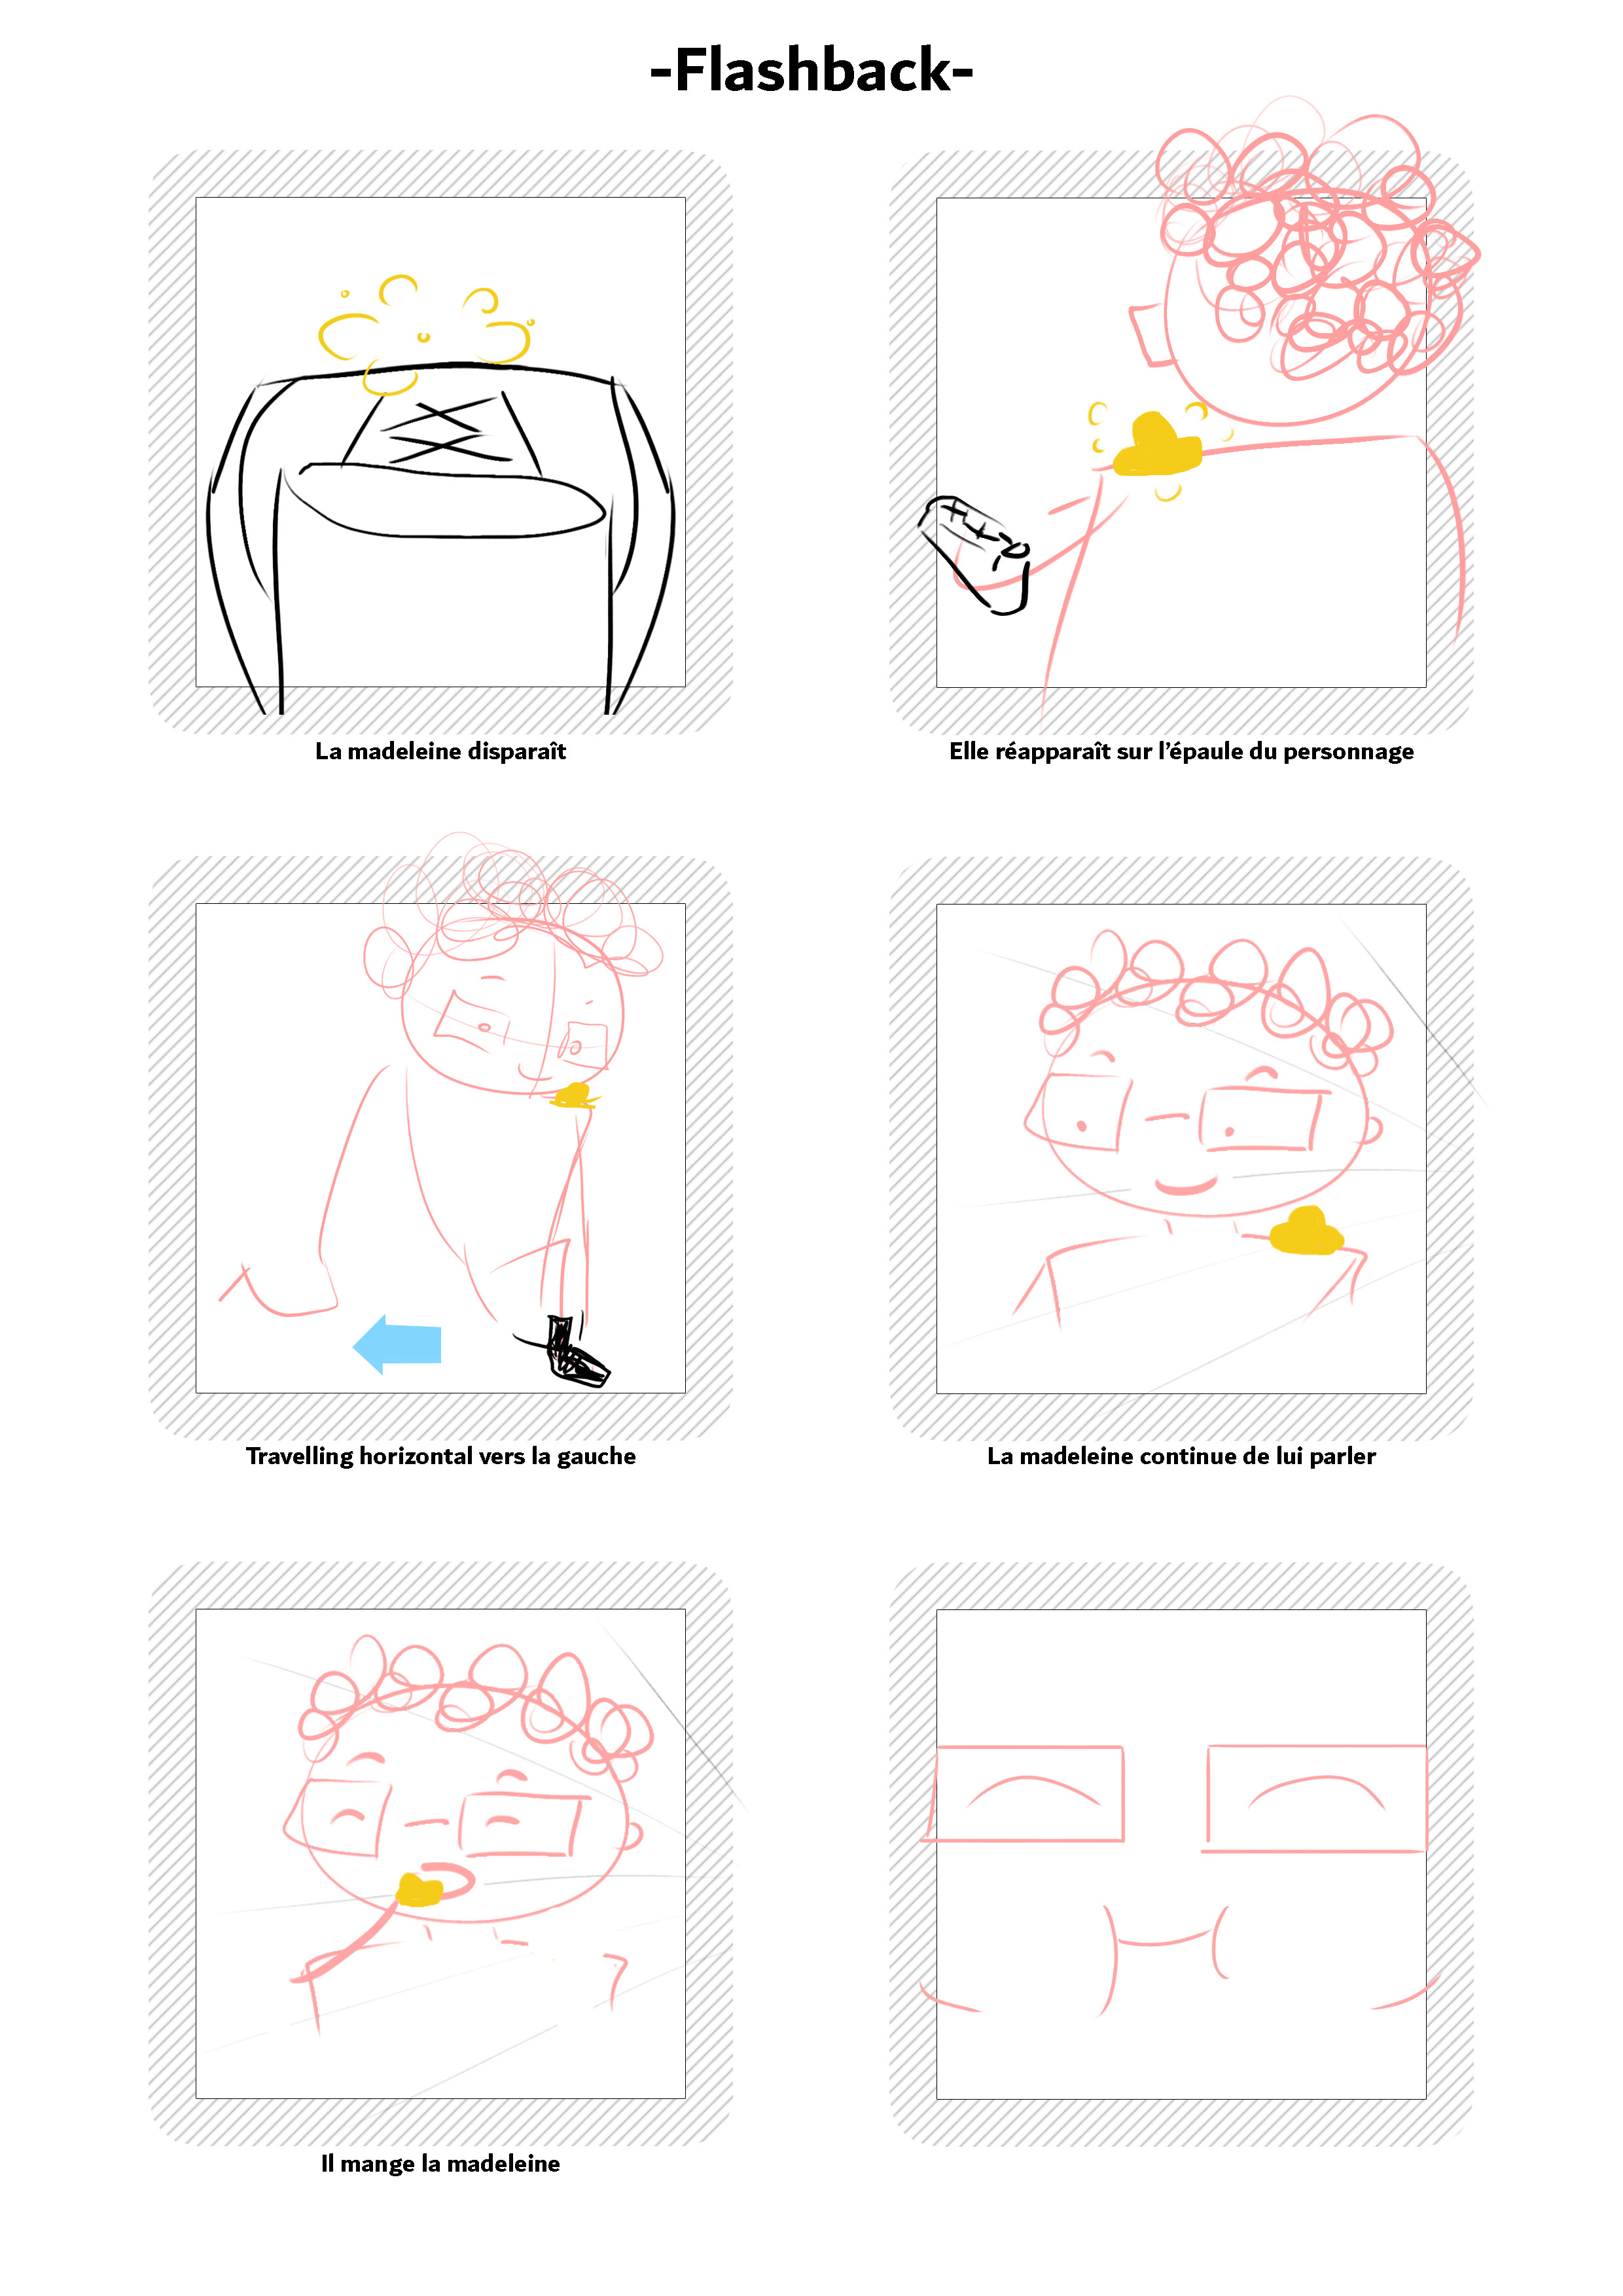 -Flashback-
La madeleine disparaît
Elle réapparaît sur l'épaule du personnage
Travelling horizontal vers la gauche
La madeleine continue de lui parler
Il mange la madeleine